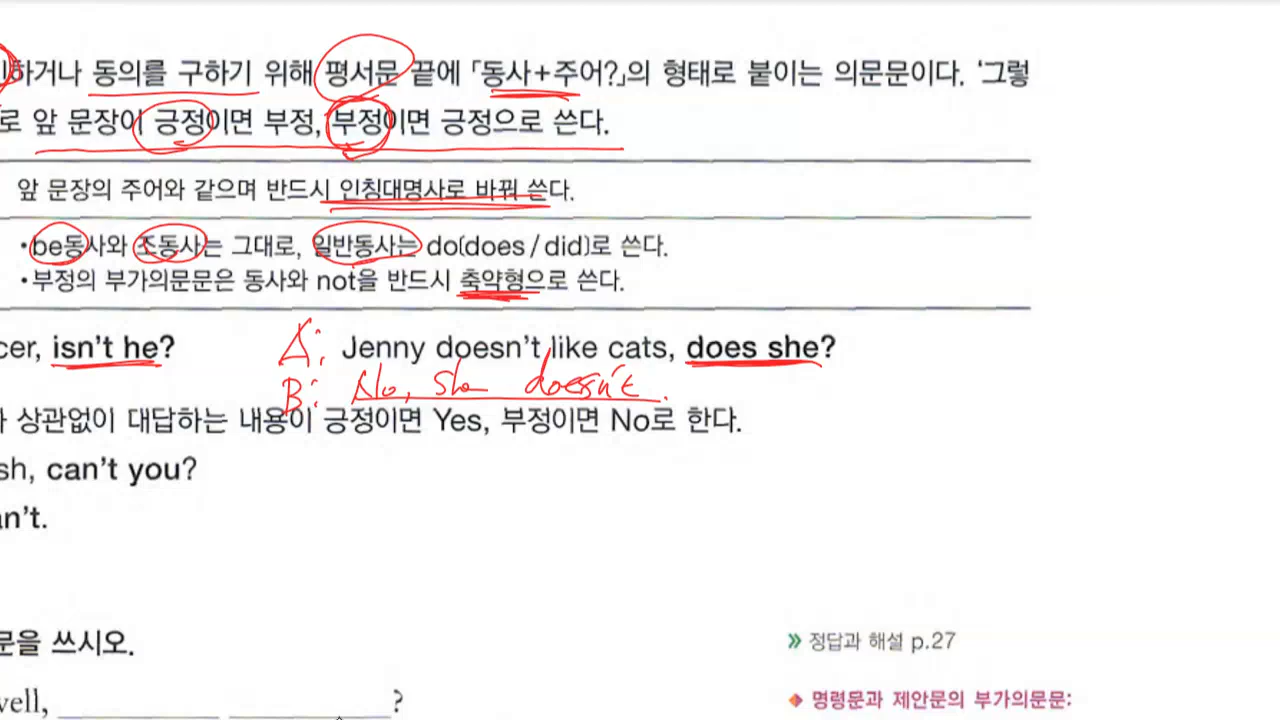 하거나 동의를 구하기 위해 평서문 끝에 「동사+주어?」의 형태로 붙이는 의문문이다. ‘그렇
로 앞 문장이 긍정이면 부정, 부정이면 긍정으로 쓴다.
앞 문장의 주어와 같으며 반드시 인칭대명사로 바꿔 쓴다.
•be동사와 조동사는 그대로, 일반동사는 do(does/did)로 쓴다.
•부정의 부가의문문은 동사와 not을 반드시 축약형으로 쓴다.
cer, isn't he? A: Jenny doesn't like cats, does she?
B: No, she doesn't.
상관없이 대답하는 내용이 긍정이면 Yes, 부정이면 No로 한다.
sh, can't you?
an't.
문을 쓰시오.
» 정답과 해설 p.27
vell, ?
명령문과 제안문의 부가의문문: